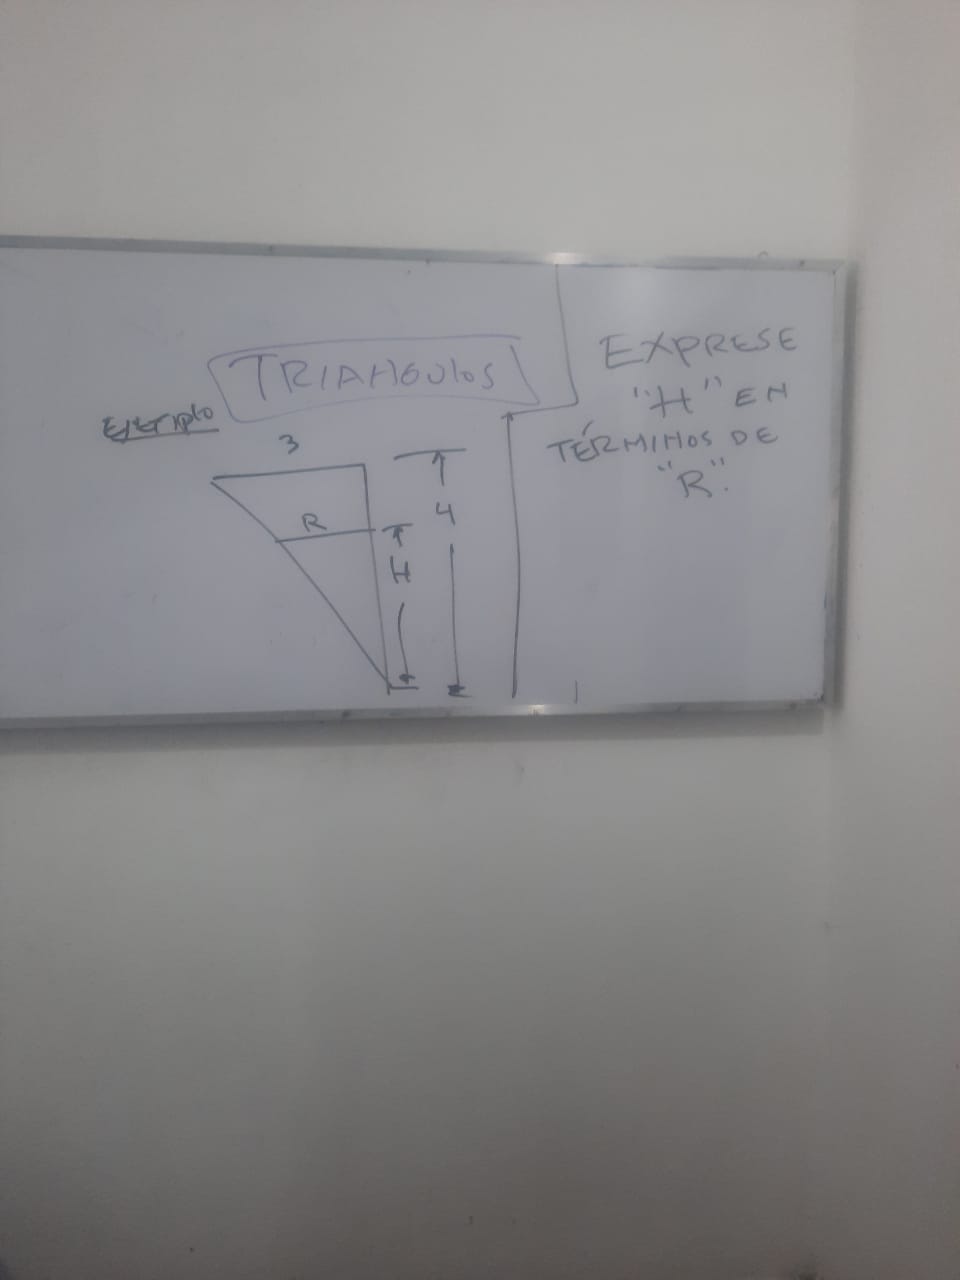 TRIANGULOS
Ejemplo
3
R
H
4
EXPRESE
"H" EN
TÉRMINOS DE
"R".